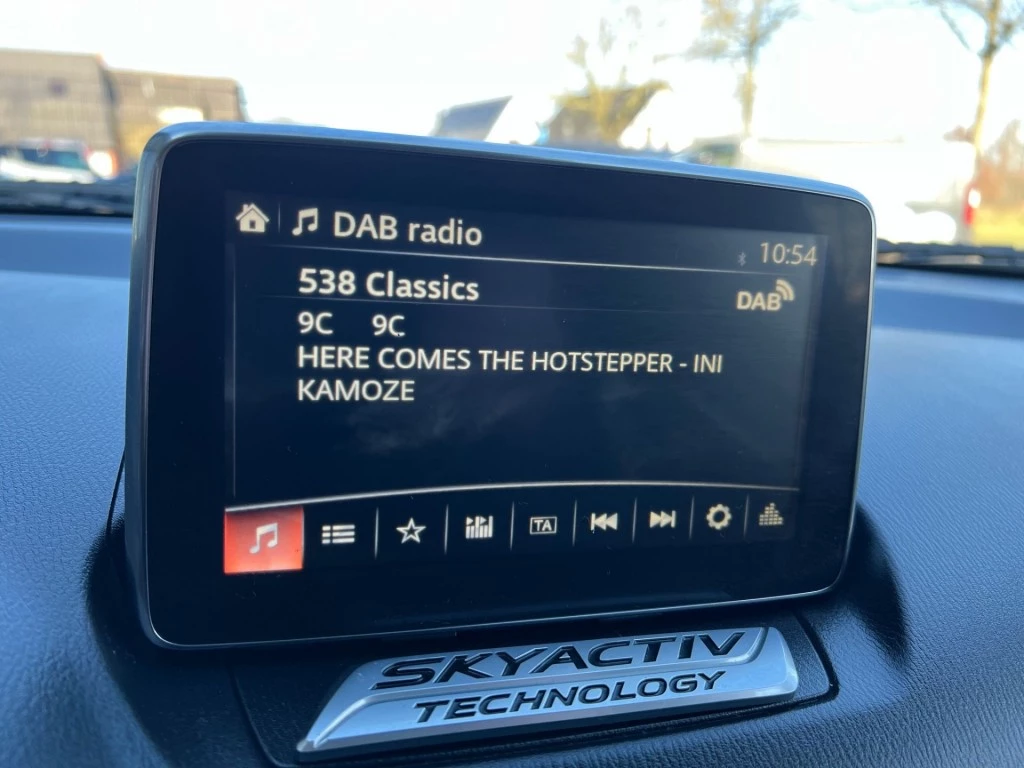 DAB radio
10:54
538 Classics
DAB
9C 9C
HERE COMES THE HOTSTEPPER - INI
KAMOZE
TA
SKYACTIV
TECHNOLOGY